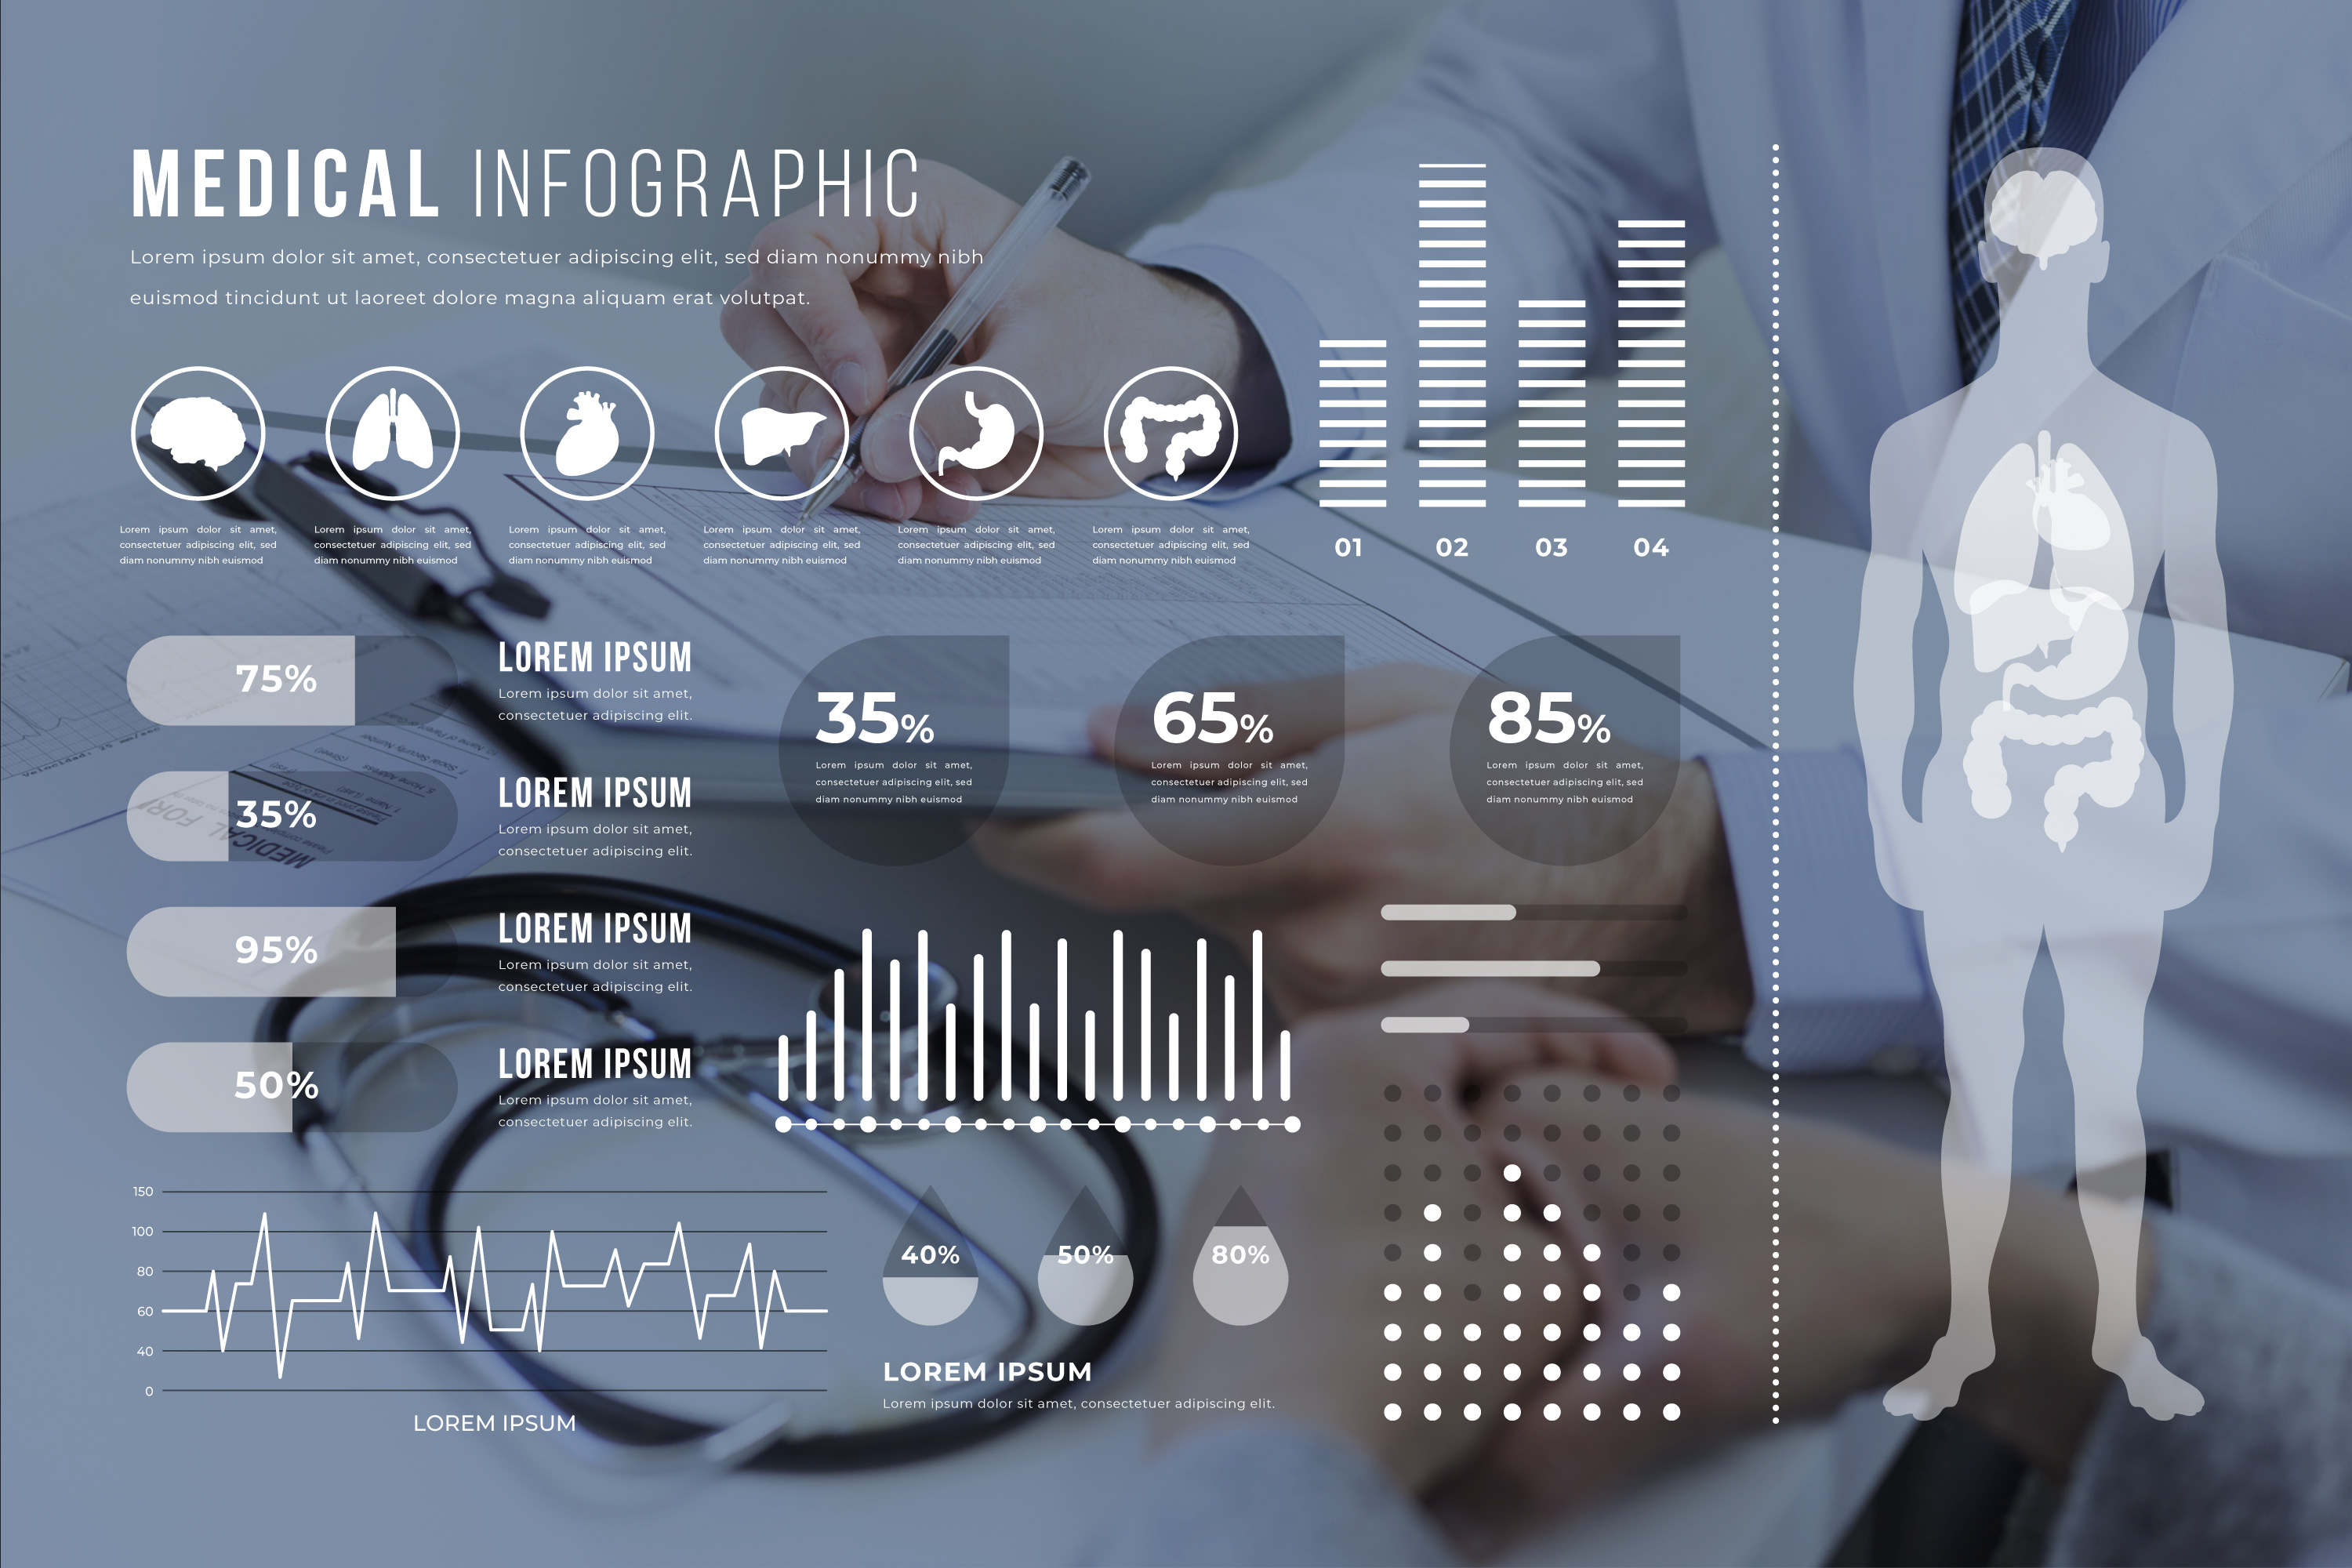 MEDICAL INFOGRAPHIC
Lorem ipsum dolor sit amet, consectetuer adipiscing elit, sed diam nonummy nibh
euismod tincidunt ut laoreet dolore magna aliquam erat volutpat.
Lorem ipsum dolor sit amet,
consectetuer adipiscing elit, sed
diam nonummy nibh euismod
Lorem ipsum dolor sit amet,
consectetuer adipiscing elit, sed
diam nonummy nibh euismod
Lorem ipsum dolor sit amet,
consectetuer adipiscing elit, sed
diam nonummy nibh euismod
Lorem ipsum dolor sit amet,
consectetuer adipiscing elit, sed
diam nonummy nibh euismod
Lorem ipsum dolor sit amet,
consectetuer adipiscing elit, sed
diam nonummy nibh euismod
Lorem ipsum dolor sit amet,
consectetuer adipiscing elit, sed
diam nonummy nibh euismod
01 02 03 04
75%
LOREM IPSUM
Lorem ipsum dolor sit amet,
consectetuer adipiscing elit.
35%
LOREM IPSUM
Lorem ipsum dolor sit amet,
consectetuer adipiscing elit.
95%
LOREM IPSUM
Lorem ipsum dolor sit amet,
consectetuer adipiscing elit.
50%
LOREM IPSUM
Lorem ipsum dolor sit amet,
consectetuer adipiscing elit.
35%
Lorem ipsum dolor sit amet,
consectetuer adipiscing elit, sed
diam nonummy nibh euismod
65%
Lorem ipsum dolor sit amet,
consectetuer adipiscing elit, sed
diam nonummy nibh euismod
85%
Lorem ipsum dolor sit amet,
consectetuer adipiscing elit, sed
diam nonummy nibh euismod
Velocidad: 25 mm/sec
MEDICAL FOR
150
100
80
60
40
0
LOREM IPSUM
40% 50% 80%
LOREM IPSUM
Lorem ipsum dolor sit amet, consectetuer adipiscing elit.